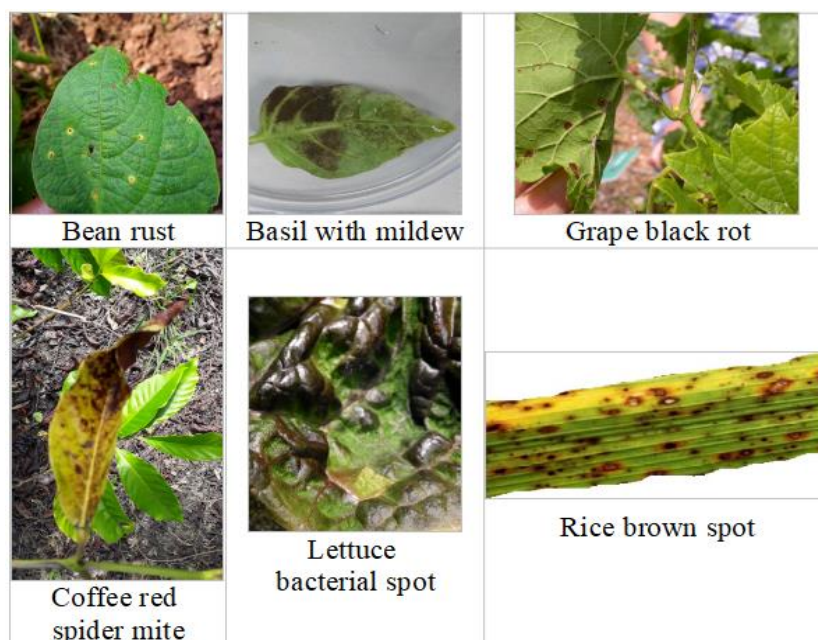 Bean rust
Basil with mildew
Grape black rot
Coffee red
spider mite
Lettuce
bacterial spot
Rice brown spot